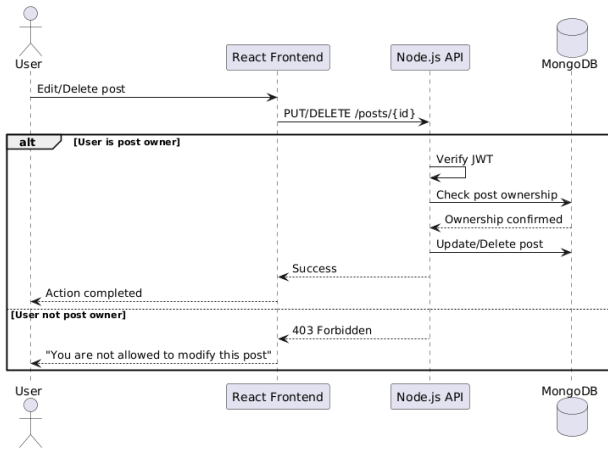 User
React Frontend
Node.js API
MongoDB
Edit/Delete post
PUT/DELETE /posts/{id}
alt
[User is post owner]
Verify JWT
Check post ownership
Ownership confirmed
Update/Delete post
Success
Action completed
[User not post owner]
403 Forbidden
"You are not allowed to modify this post"
User
React Frontend
Node.js API
MongoDB